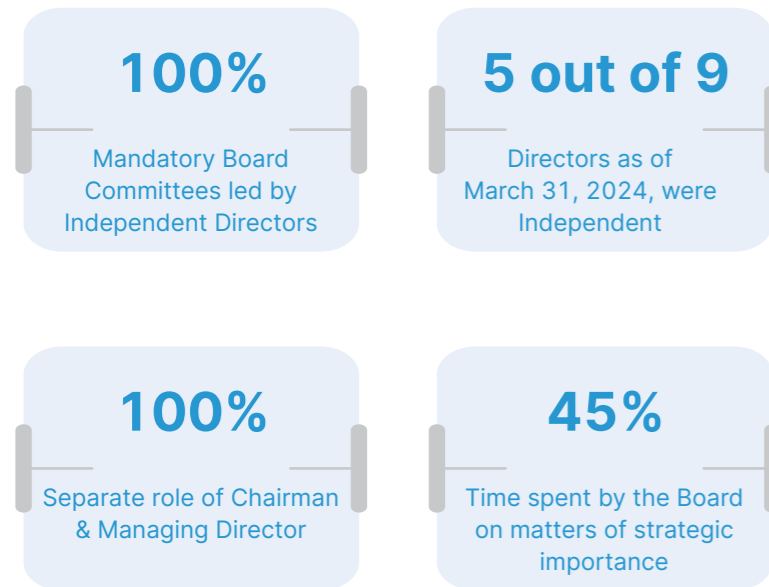 100%
Mandatory Board
Committees led by
Independent Directors
5 out of 9
Directors as of
March 31, 2024, were
Independent
100%
Separate role of Chairman
& Managing Director
45%
Time spent by the Board
on matters of strategic
importance